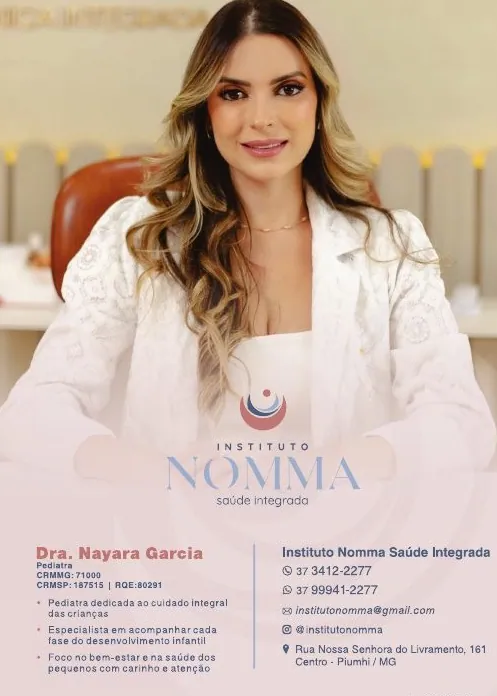 INSTITUTO
NOMMA
saúde integrada
Dra. Nayara Garcia
Pediatra
CRMMG: 71000
CRMSP: 187515 | RQE:80291
• Pediatra dedicada ao cuidado integral
das crianças
• Especialista em acompanhar cada
fase do desenvolvimento infantil
• Foco no bem-estar e na saúde dos
pequenos com carinho e atenção
Instituto Nomma Saúde Integrada
37 3412-2277
37 99941-2277
institutonomma@gmail.com
@institutonomma
Rua Nossa Senhora do Livramento, 161
Centro - Piumhi / MG